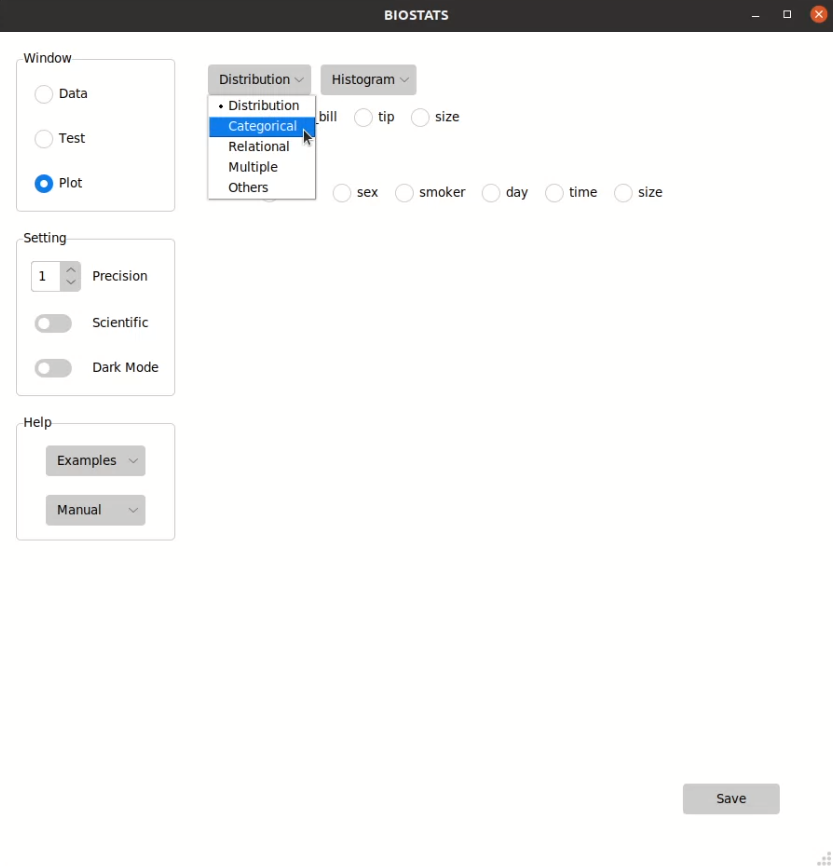 BIOSTATS
Window
Data
Test
Plot
Setting
1 Precision
Scientific
Dark Mode
Help
Examples
Manual
Distribution Histogram
• Distribution
Categorical
Relational
Multiple
Others
_bill tip size
sex smoker day time size
Save